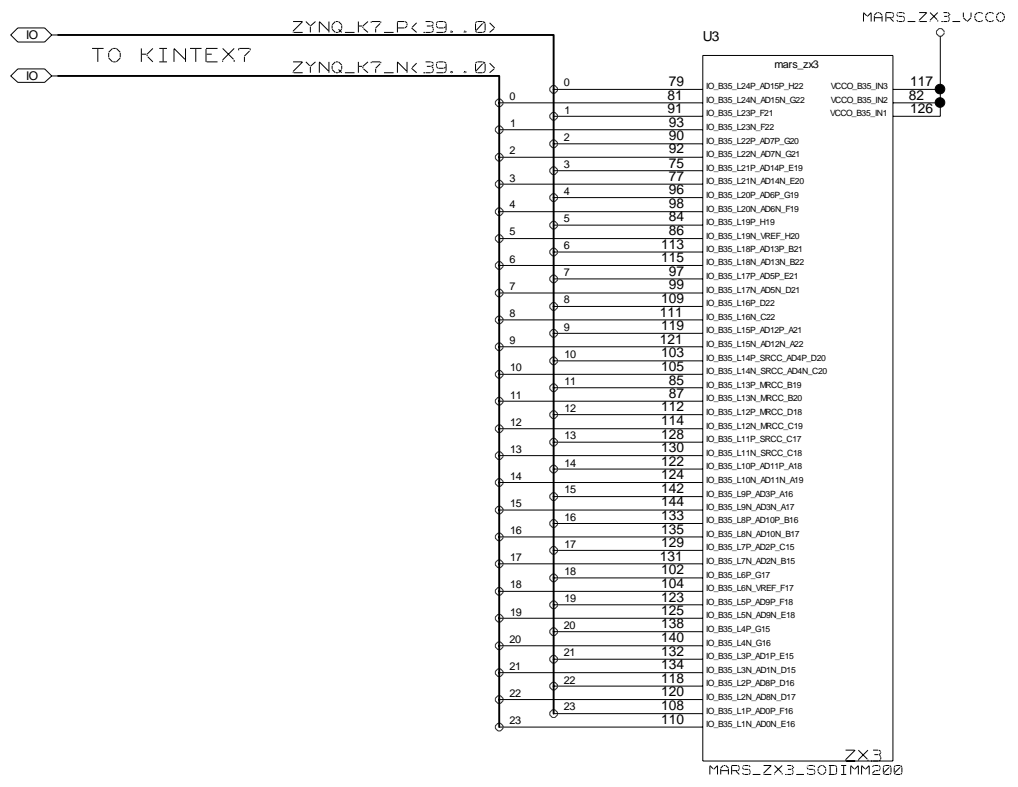 MARS_ZX3_VCCO
IO ZYNQ_K7_P<39..0>
U3
TO KINTEX7
mars_zx3
IO ZYNQ_K7_N<39..0>
0 79 IO_B35_L24P_AD15P_H22 VCCO_B35_IN3 117
0 81 IO_B35_L24N_AD15N_G22 VCCO_B35_IN2 82
1 91 IO_B35_L23P_F21 VCCO_B35_IN1 126
1 93 IO_B35_L23N_F22
2 90 IO_B35_L22P_AD7P_G20
2 92 IO_B35_L22N_AD7N_G21
3 75 IO_B35_L21P_AD14P_E19
3 77 IO_B35_L21N_AD14N_E20
4 96 IO_B35_L20P_AD6P_G19
4 98 IO_B35_L20N_AD6N_F19
5 84 IO_B35_L19P_H19
5 86 IO_B35_L19N_VREF_H20
6 113 IO_B35_L18P_AD13P_B21
6 115 IO_B35_L18N_AD13N_B22
7 97 IO_B35_L17P_AD5P_E21
7 99 IO_B35_L17N_AD5N_D21
8 109 IO_B35_L16P_D22
8 111 IO_B35_L16N_C22
9 119 IO_B35_L15P_AD12P_A21
9 121 IO_B35_L15N_AD12N_A22
10 103 IO_B35_L14P_SRCC_AD4P_D20
10 105 IO_B35_L14N_SRCC_AD4N_C20
11 85 IO_B35_L13P_MRCC_B19
11 87 IO_B35_L13N_MRCC_B20
12 112 IO_B35_L12P_MRCC_D18
12 114 IO_B35_L12N_MRCC_C19
13 128 IO_B35_L11P_SRCC_C17
13 130 IO_B35_L11N_SRCC_C18
14 122 IO_B35_L10P_AD11P_A18
14 124 IO_B35_L10N_AD11N_A19
15 142 IO_B35_L9P_AD3P_A16
15 144 IO_B35_L9N_AD3N_A17
16 133 IO_B35_L8P_AD10P_B16
16 135 IO_B35_L8N_AD10N_B17
17 129 IO_B35_L7P_AD2P_C15
17 131 IO_B35_L7N_AD2N_B15
18 102 IO_B35_L6P_G17
18 104 IO_B35_L6N_VREF_F17
19 123 IO_B35_L5P_AD9P_F18
19 125 IO_B35_L5N_AD9N_E18
20 138 IO_B35_L4P_G15
20 140 IO_B35_L4N_G16
21 132 IO_B35_L3P_AD1P_E15
21 134 IO_B35_L3N_AD1N_D15
22 118 IO_B35_L2P_AD8P_D16
22 120 IO_B35_L2N_AD8N_D17
23 108 IO_B35_L1P_AD0P_F16
23 110 IO_B35_L1N_AD0N_E16
ZX3
MARS_ZX3_SODIMM200